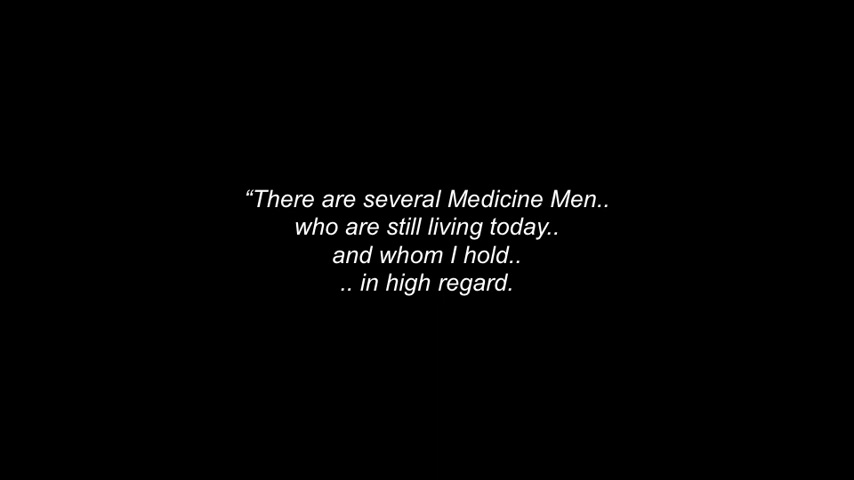 “There are several Medicine Men..
who are still living today..
and whom I hold..
.. in high regard.